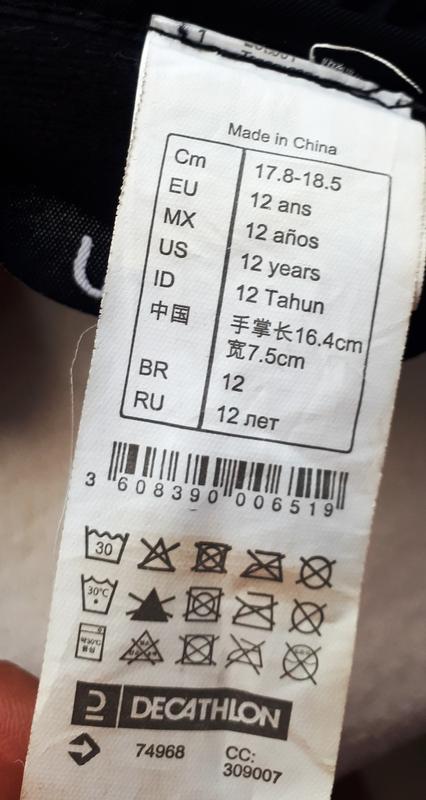 Made in China
Cm 17.8-18.5
EU 12 ans
MX 12 años
US 12 years
ID 12 Tahun
中国 手掌长16.4cm
宽7.5cm
BR 12
RU 12 лет
3 608390 006519
30
30°C
DECATHLON
74968 CC:
309007